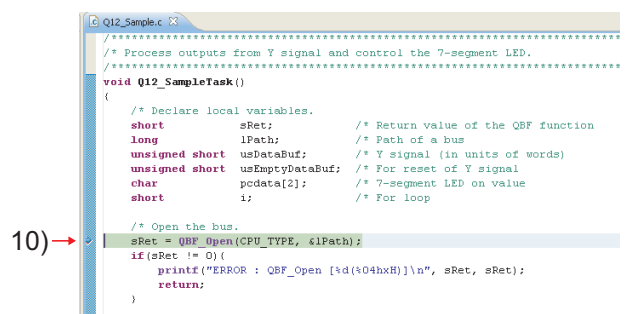 Q12_Sample.c
/****************************************************************************
/* Process outputs from Y signal and control the 7-segment LED.
/****************************************************************************
void Q12_SampleTask()
{
/* Declare local variables.
short sRet; /* Return value of the QBF function
long lPath; /* Path of a bus
unsigned short usDataBuf; /* Y signal (in units of words)
unsigned short usEmptyDataBuf; /* For reset of Y signal
char pcdata[2]; /* 7-segment LED on value
short i; /* For loop
/* Open the bus.
10) sRet = QBF_Open(CPU_TYPE, &lPath);
if(sRet != 0){
printf("ERROR : QBF_Open [%d(%04hxH)]\n", sRet, sRet);
return;
}